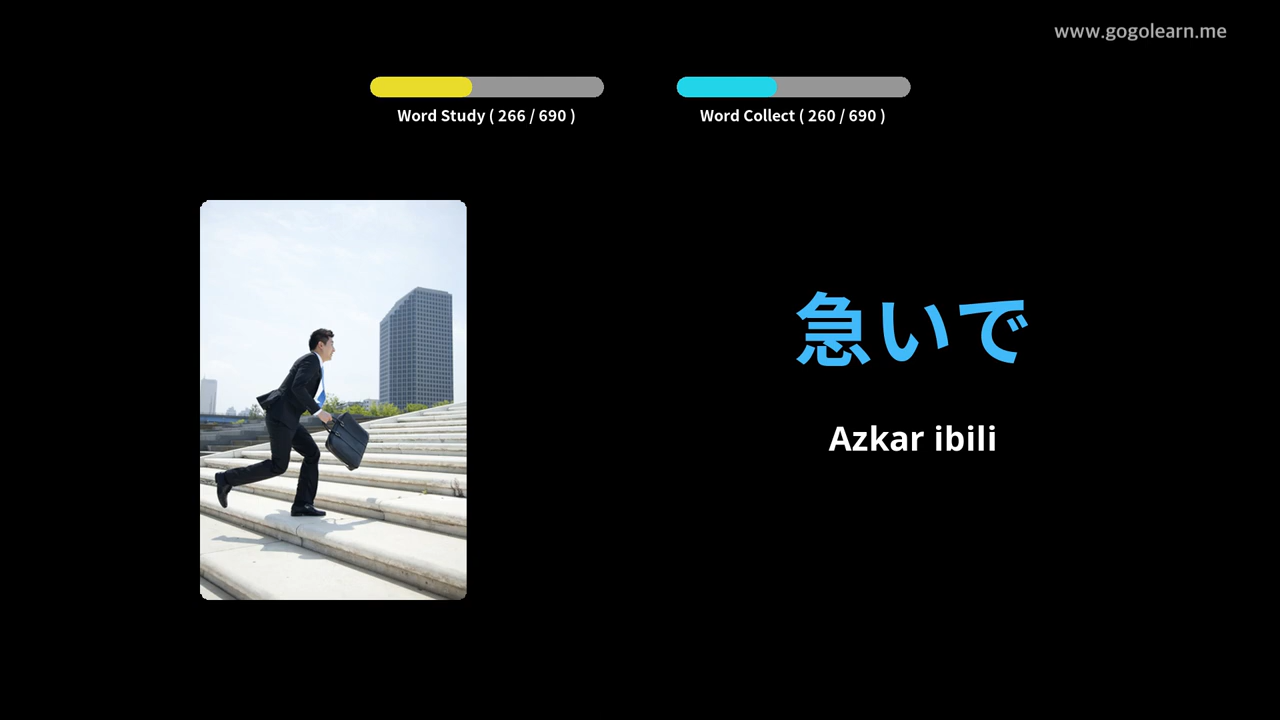 www.gogolearn.me
Word Study ( 266 / 690 )
Word Collect ( 260 / 690 )
急いで
Azkar ibili